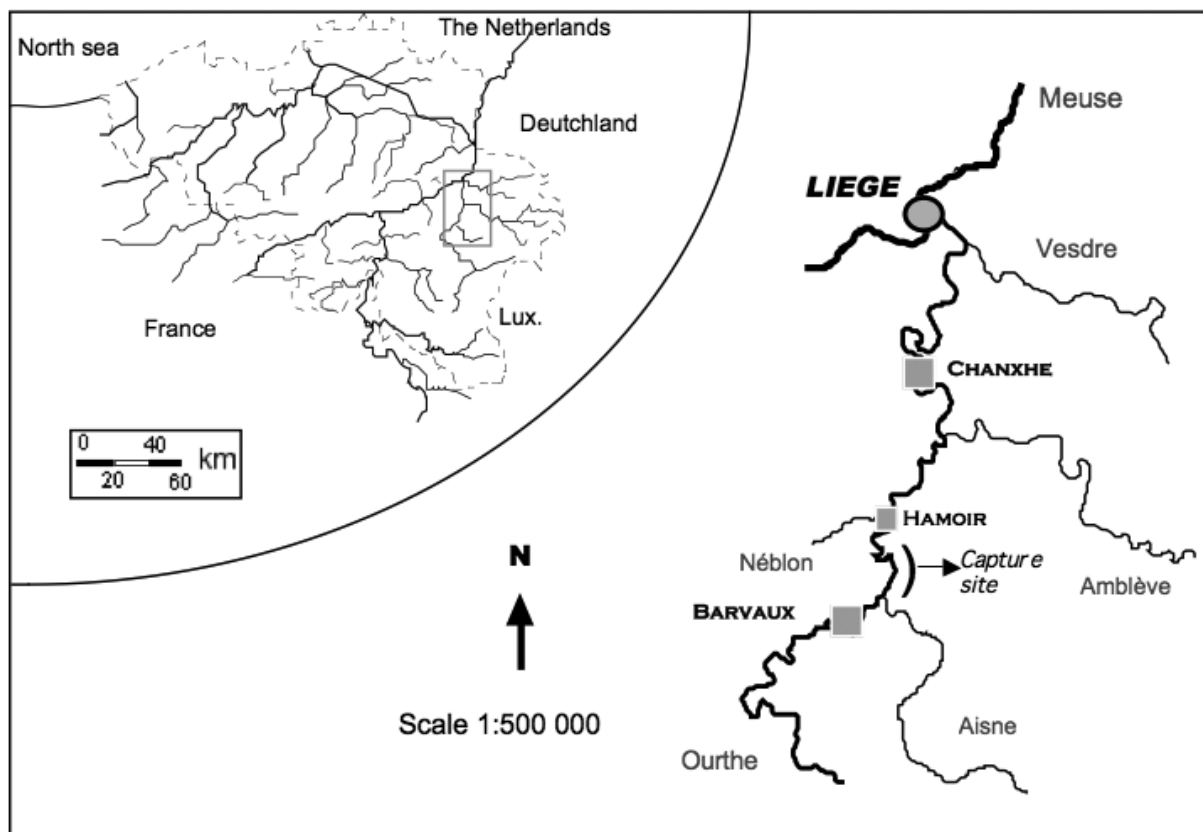 The Netherlands
North sea
Deutchland
France
Lux.
0 40
km
20 60
N
Scale 1:500 000
Meuse
LIEGE
Vesdre
CHANXHE
HAMOIR
Néblon
Capture
site
Amblève
BARVAUX
Aisne
Ourthe